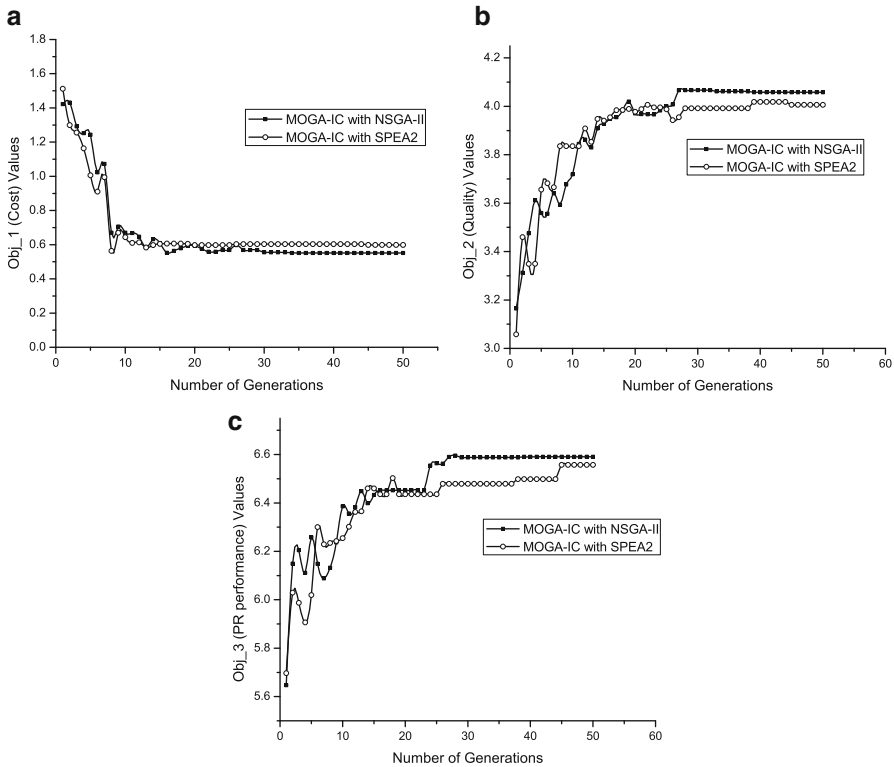 a
1.8
1.6
1.4
1.2
1.0
0.8
0.6
0.4
0.2
0.0
Obj_1 (Cost) Values
MOGA-IC with NSGA-II
MOGA-IC with SPEA2
0 10 20 30 40 50
Number of Generations
b
4.2
4.0
3.8
3.6
3.4
3.2
3.0
Obj_2 (Quality) Values
MOGA-IC with NSGA-II
MOGA-IC with SPEA2
0 10 20 30 40 50 60
Number of Generations
c
6.6
6.4
6.2
6.0
5.8
5.6
Obj_3 (PR performance) Values
MOGA-IC with NSGA-II
MOGA-IC with SPEA2
0 10 20 30 40 50 60
Number of Generations